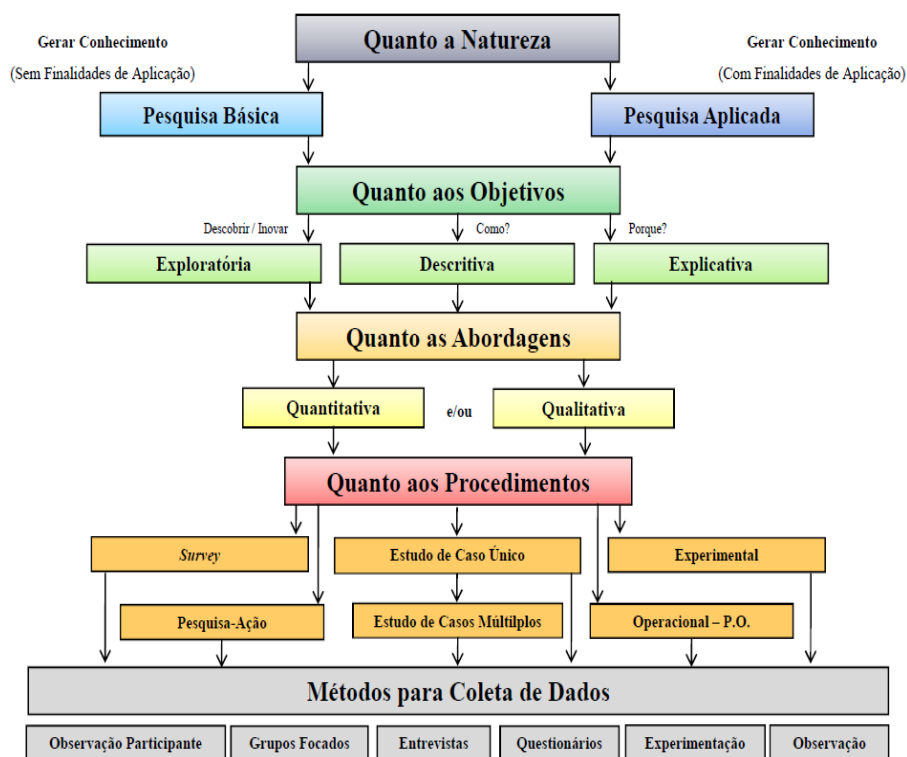 Quanto a Natureza
Gerar Conhecimento
(Sem Finalidades de Aplicação)
Gerar Conhecimento
(Com Finalidades de Aplicação)
Pesquisa Básica
Pesquisa Aplicada
Quanto aos Objetivos
Descobrir / Inovar
Como?
Porque?
Exploratória
Descritiva
Explicativa
Quanto as Abordagens
Quantitativa
e/ou
Qualitativa
Quanto aos Procedimentos
Survey
Estudo de Caso Único
Experimental
Pesquisa-Ação
Estudo de Casos Múltilplos
Operacional – P.O.
Métodos para Coleta de Dados
Observação Participante
Grupos Focados
Entrevistas
Questionários
Experimentação
Observação